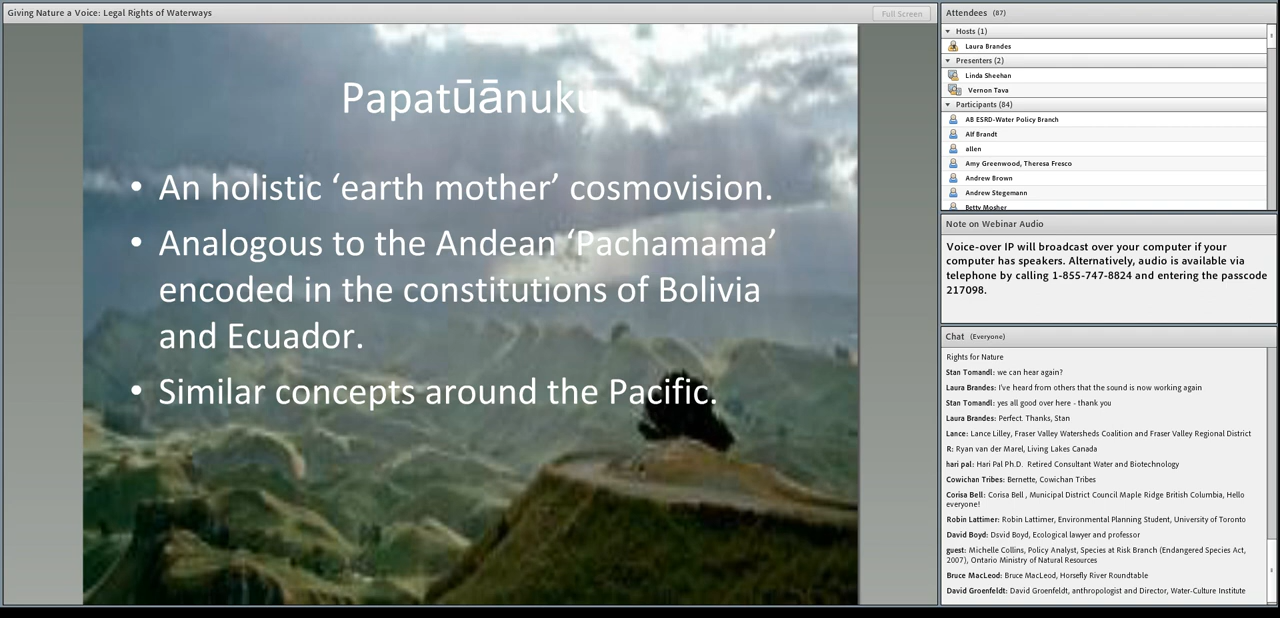 Giving Nature a Voice: Legal Rights of Waterways
Full Screen
Papatūānuku
• An holistic ‘earth mother’ cosmovision.
• Analogous to the Andean ‘Pachamama’
encoded in the constitutions of Bolivia
and Ecuador.
• Similar concepts around the Pacific.
Attendees (87)
Hosts (1)
Laura Brandes
Presenters (2)
Linda Sheehan
Vernon Tava
Participants (84)
AB ESRD-Water Policy Branch
Alf Brandt
allen
Amy Greenwood, Theresa Fresco
Andrew Brown
Andrew Stegemann
Betty Mosher
Note on Webinar Audio
Voice-over IP will broadcast over your computer if your
computer has speakers. Alternatively, audio is available via
telephone by calling 1-855-747-8824 and entering the passcode
217098.
Chat (Everyone)
Rights for Nature
Stan Tomandl: we can hear again?
Laura Brandes: I've heard from others that the sound is now working again
Stan Tomandl: yes all good over here - thank you
Laura Brandes: Perfect. Thanks, Stan
Lance: Lance Lilley, Fraser Valley Watersheds Coalition and Fraser Valley Regional District
R: Ryan van der Marel, Living Lakes Canada
hari pal: Hari Pal Ph.D. Retired Consultant Water and Biotechnology
Cowichan Tribes: Bernette, Cowichan Tribes
Corisa Bell: Corisa Bell , Municipal District Council Maple Ridge British Columbia, Hello
everyone!
Robin Lattimer: Robin Lattimer, Environmental Planning Student, University of Toronto
David Boyd: Dsvid Boyd, Ecological lawyer and professor
guest: Michelle Collins, Policy Analyst, Species at Risk Branch (Endangered Species Act,
2007), Ontario Ministry of Natural Resources
Bruce MacLeod: Bruce MacLeod, Horsefly River Roundtable
David Groenfeldt: David Groenfeldt, anthropologist and Director, Water-Culture Institute